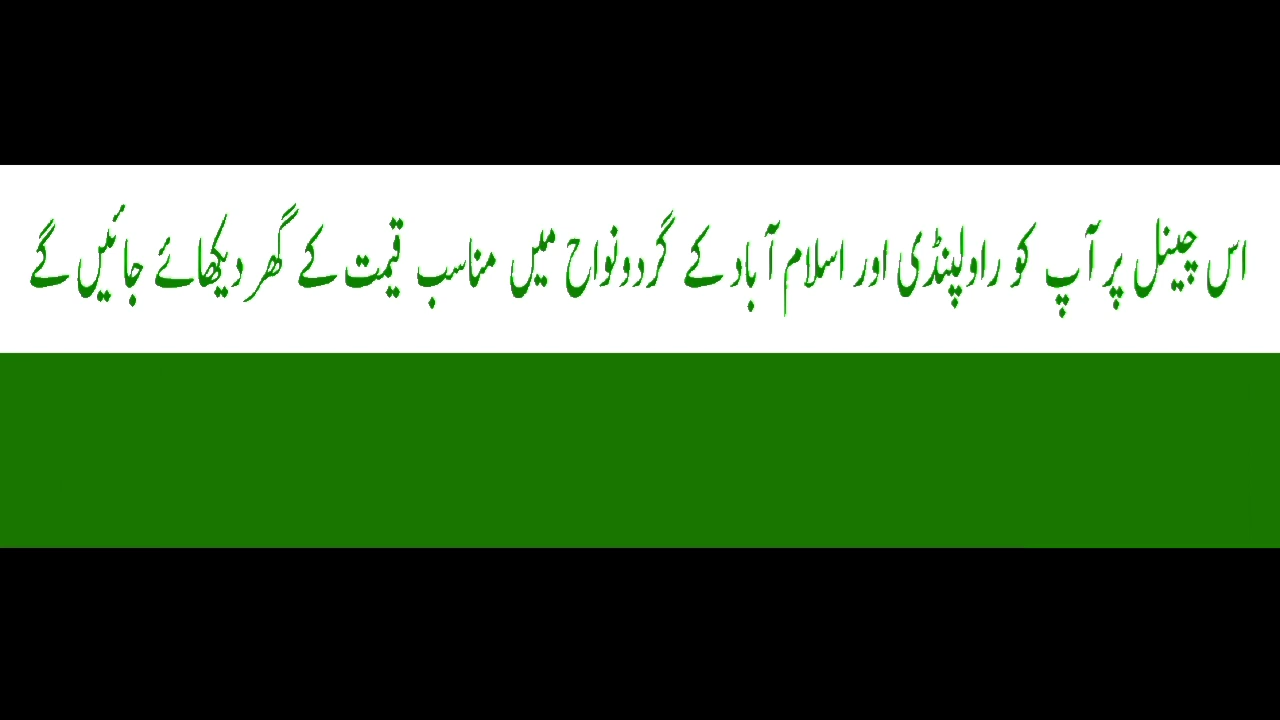 اس چینل پر آپ کو راولپنڈی اور اسلام آباد کے گردونواح میں مناسب قیمت کے گھر دیکھائے جائیں گے